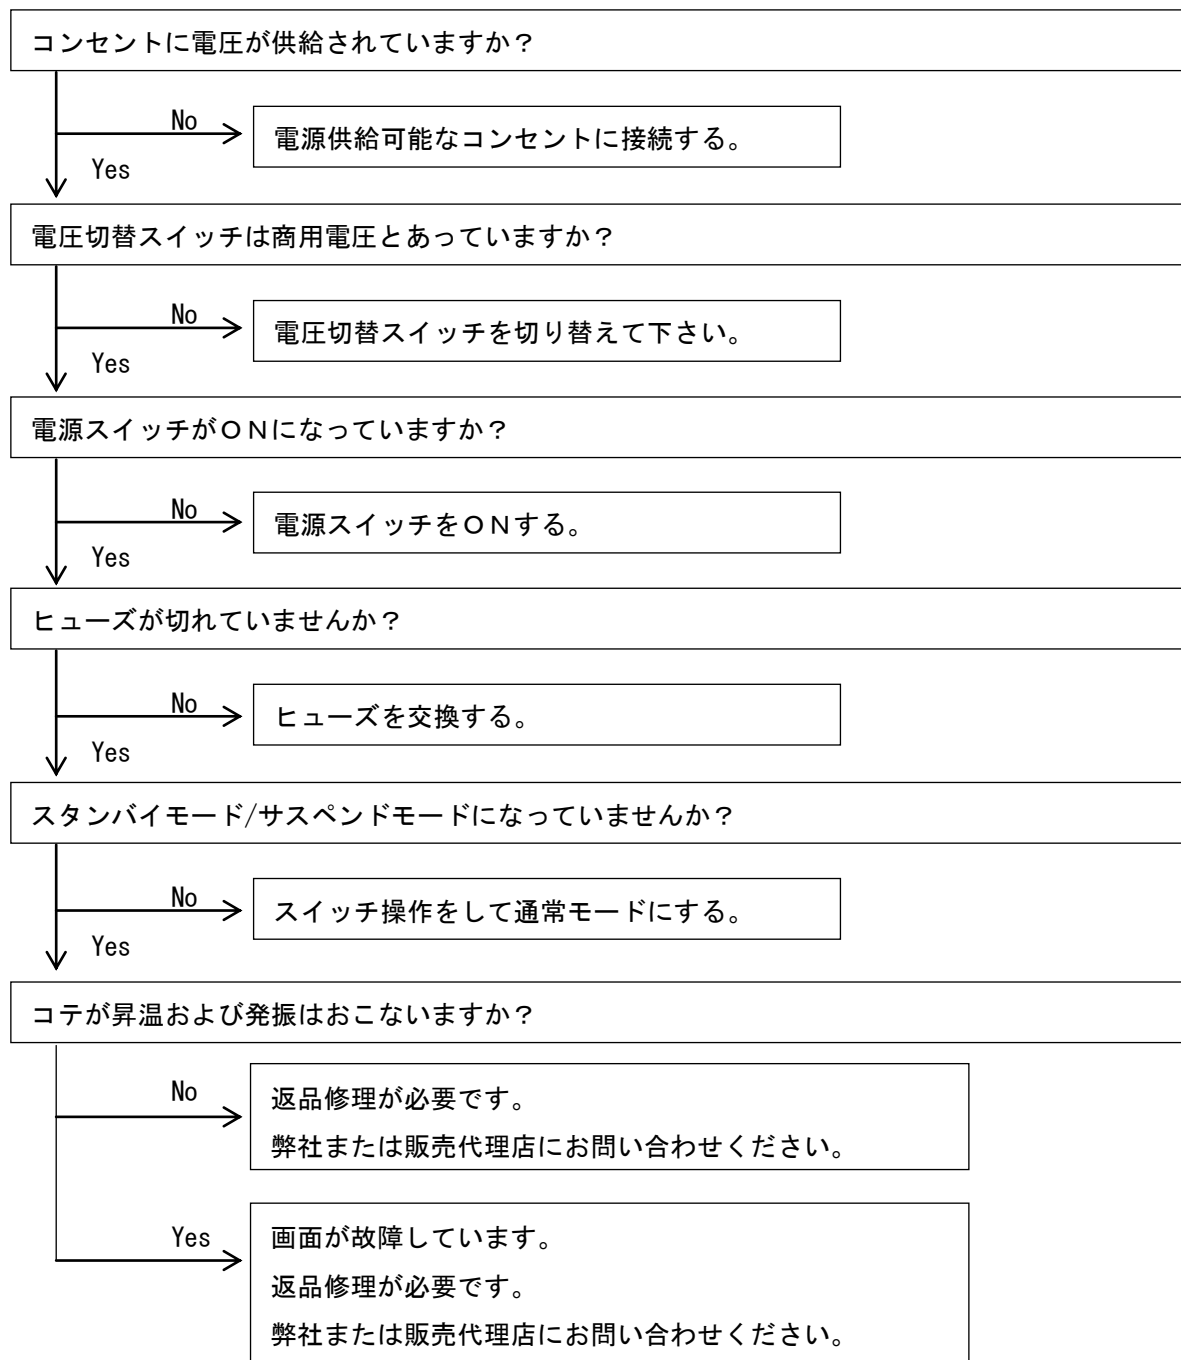 コンセントに電圧が供給されていますか？
No
電源供給可能なコンセントに接続する。
Yes
電圧切替スイッチは商用電圧とあっていますか？
No
電圧切替スイッチを切り替えて下さい。
Yes
電源スイッチがＯＮになっていますか？
No
電源スイッチをＯＮする。
Yes
ヒューズが切れていませんか？
No
ヒューズを交換する。
Yes
スタンバイモード/サスペンドモードになっていませんか？
No
スイッチ操作をして通常モードにする。
Yes
コテが昇温および発振はおこないますか？
No
返品修理が必要です。
弊社または販売代理店にお問い合わせください。
Yes
画面が故障しています。
返品修理が必要です。
弊社または販売代理店にお問い合わせください。